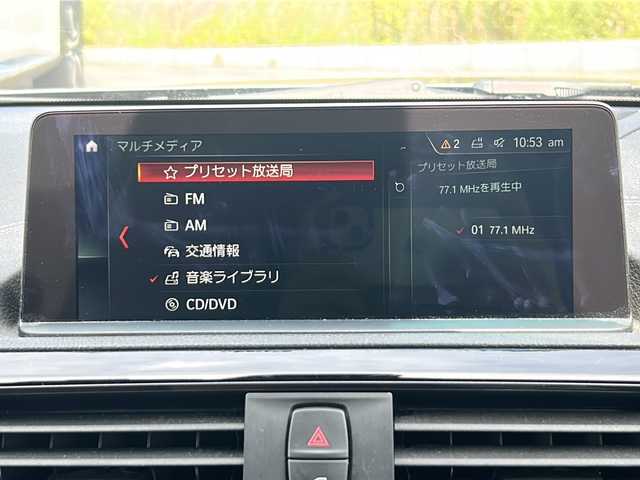 マルチメディア
2 10:53 am
プリセット放送局
FM
AM
交通情報
音楽ライブラリ
CD/DVD
プリセット放送局
77.1 MHzを再生中
01 77.1 MHz